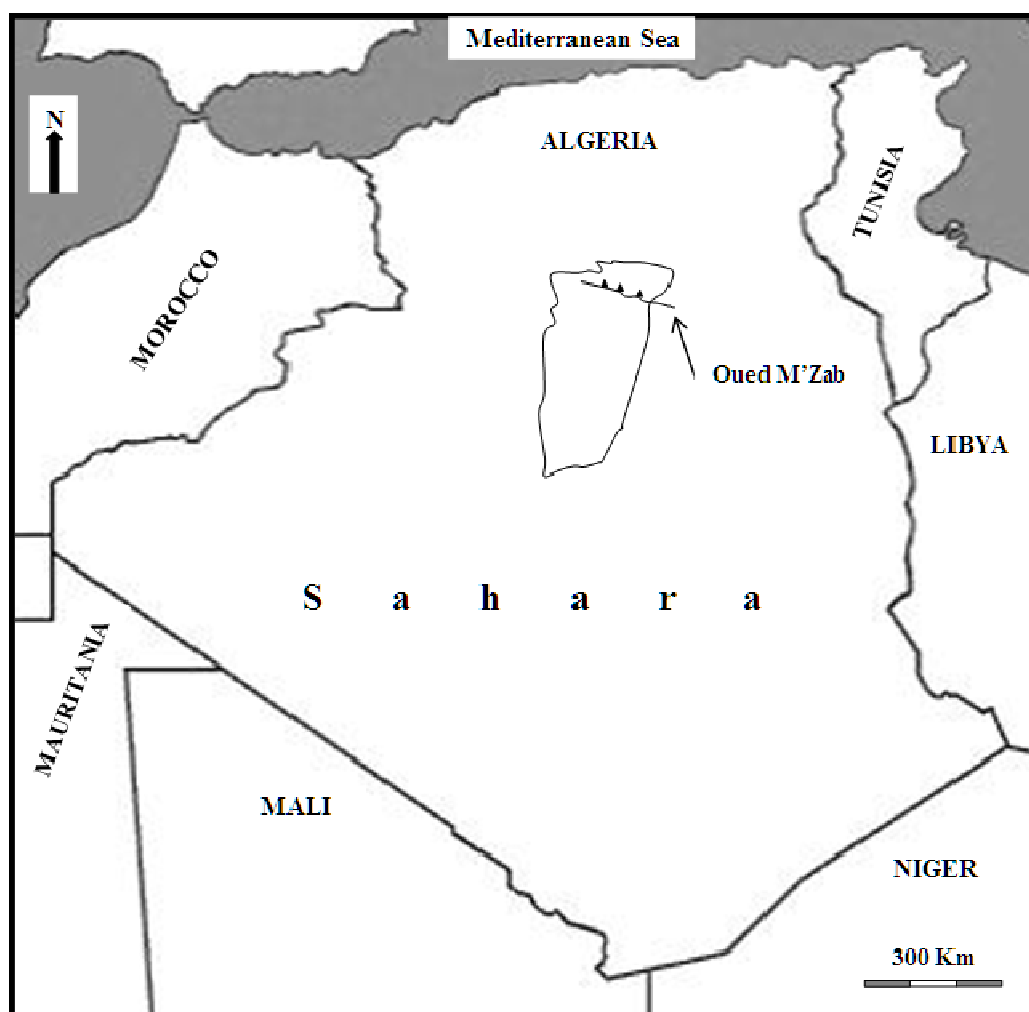 Mediterranean Sea
N
ALGERIA
TUNISIA
MOROCCO
Oued M’Zab
LIBYA
S a h a r a
MAURITANIA
MALI
NIGER
300 Km